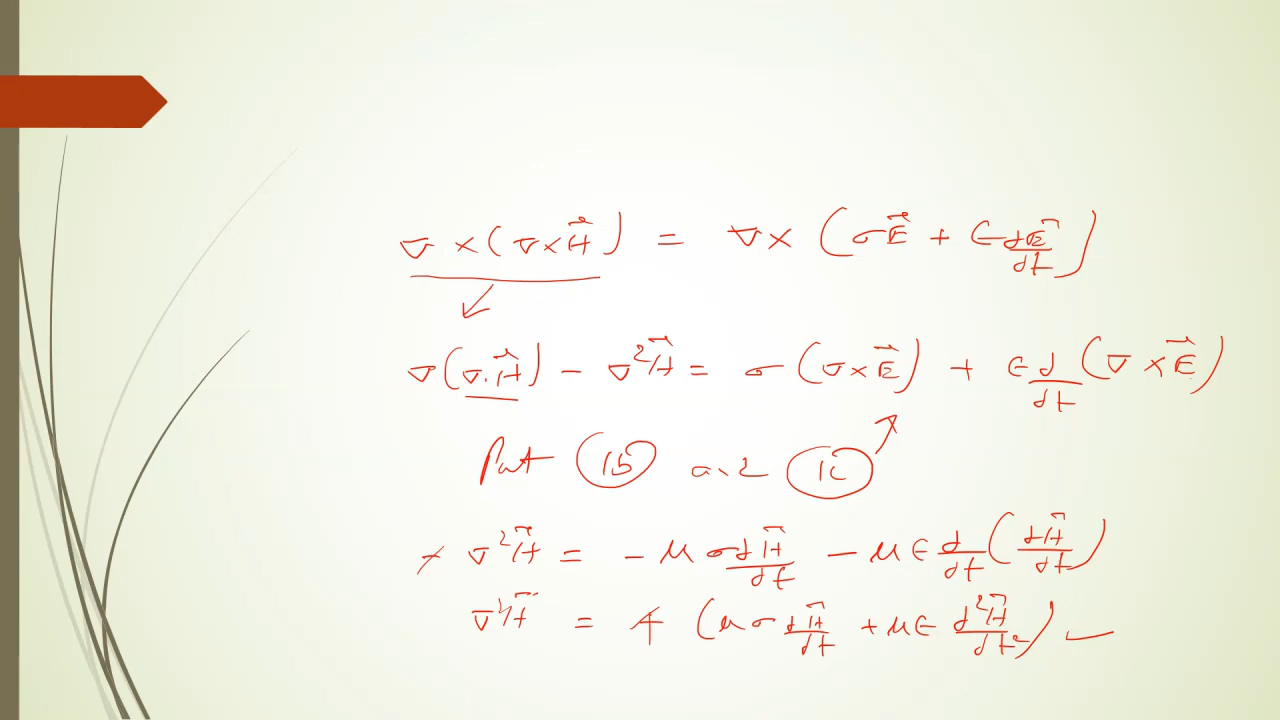 ∇ × (∇ × H⃗) = ∇ × (σE⃗ + ϵ dE⃗/dt)
∇(∇.H⃗) - ∇²H⃗ = σ(∇ × E⃗) + ϵ d/dt (∇ × E⃗)
Put 1b and 1c
∇²H⃗ = - μσ dH⃗/dt - μϵ d/dt (dH⃗/dt)
∇²H⃗ = + (μσ dH⃗/dt + μϵ d²H⃗/dt²)